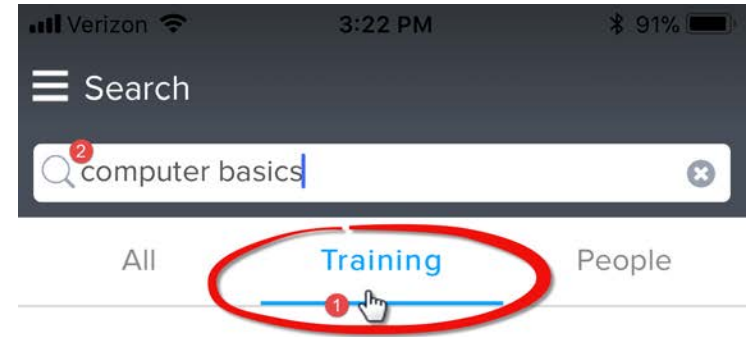 Verizon 3:22 PM 91%
Search
2
computer basics
All Training People
1